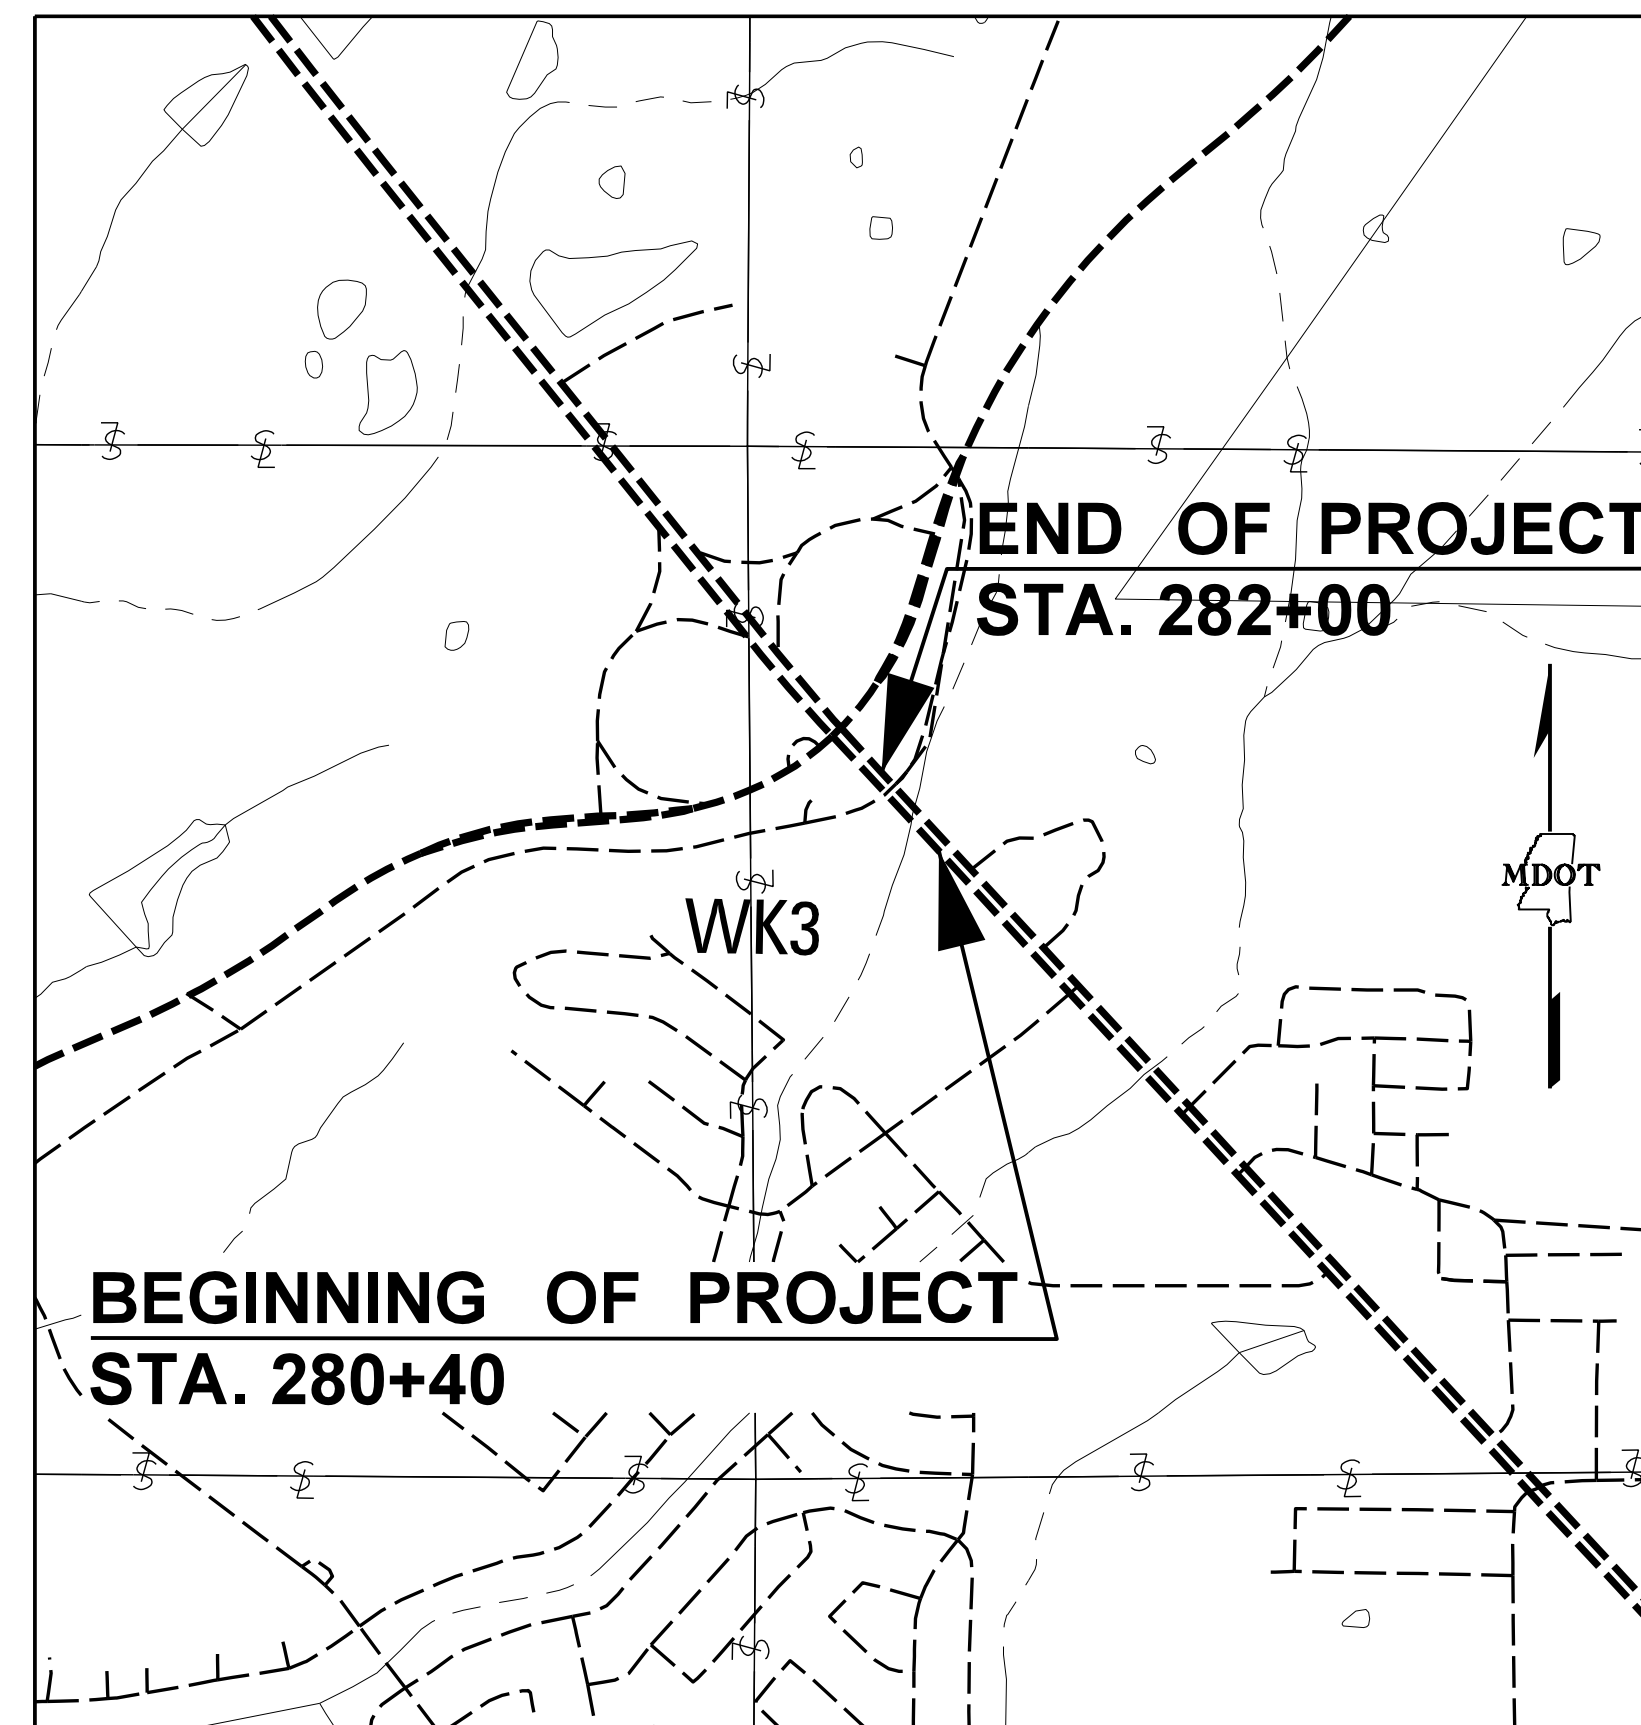 END OF PROJECT
STA. 282+00
MDOT
WK3
BEGINNING OF PROJECT
STA. 280+40